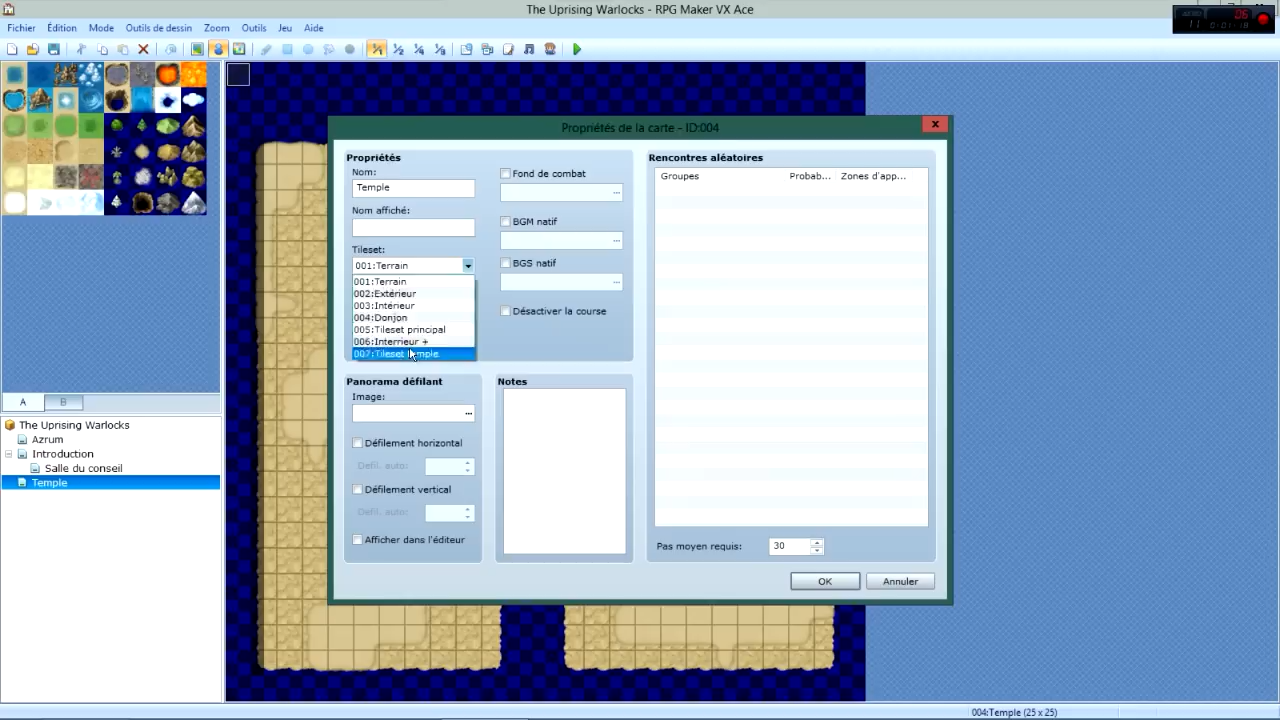 The Uprising Warlocks - RPG Maker VX Ace
Fichier Édition Mode Outils de dessin Zoom Outils Jeu Aide
Propriétés de la carte - ID:004
Propriétés
Nom:
Temple
Nom affiché:
Tileset:
001:Terrain
001:Terrain
002:Extérieur
003:Intérieur
004:Donjon
005:Tileset principal
006:Interrieur +
007:Tileset temple
Fond de combat
...
BGM natif
...
BGS natif
...
Désactiver la course
Panorama défilant
Image:
...
Défilement horizontal
Defil. auto:
Défilement vertical
Defil. auto:
Afficher dans l'éditeur
Notes
Rencontres aléatoires
Groupes Probab... Zones d'app...
Pas moyen requis: 30
OK Annuler
A B
The Uprising Warlocks
Azrum
Introduction
Salle du conseil
Temple
004:Temple (25 x 25)